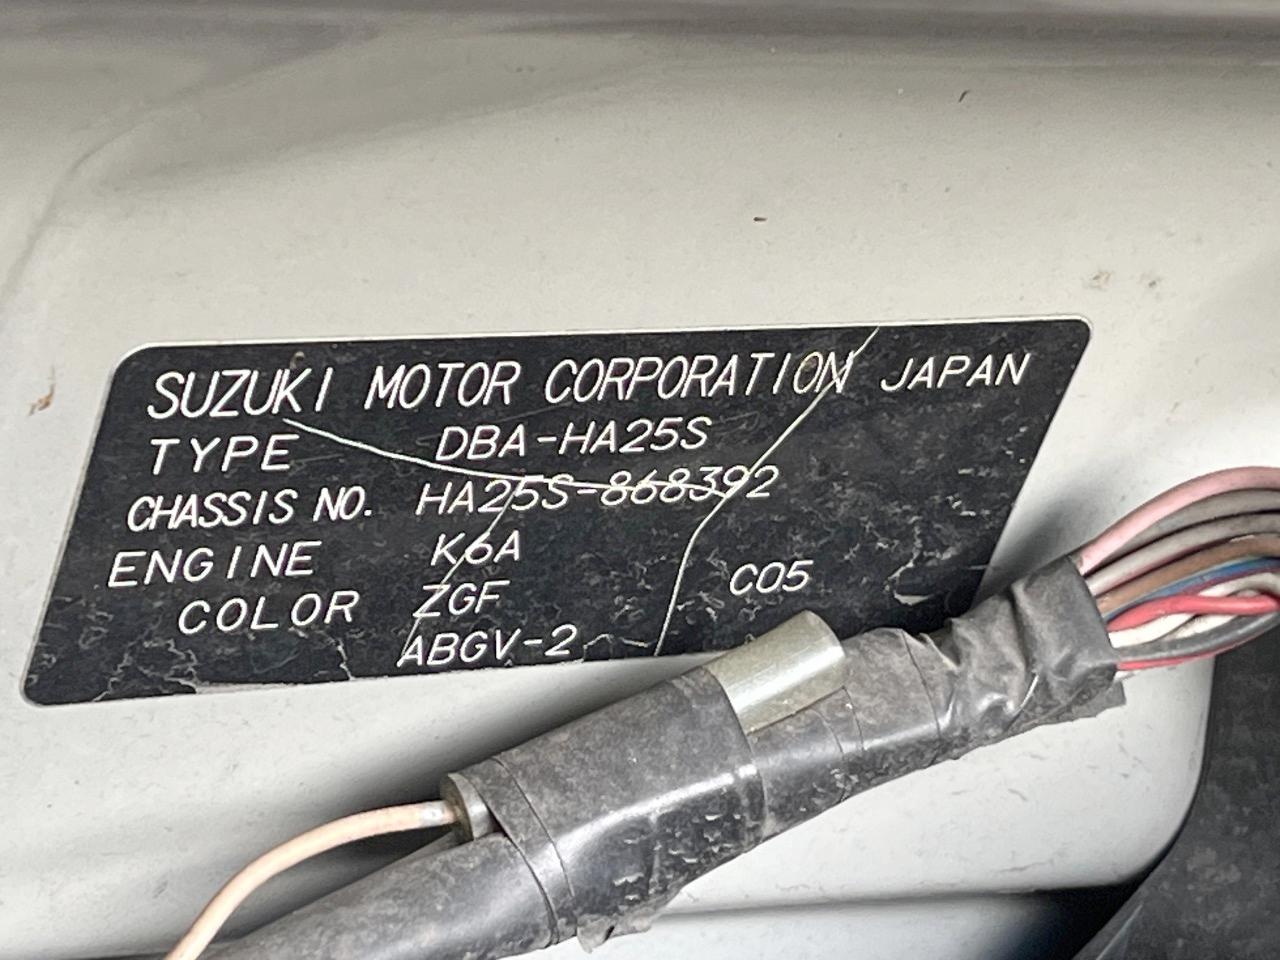 SUZUKI MOTOR CORPORATION JAPAN
TYPE DBA-HA25S
CHASSIS NO. HA25S-868392
ENGINE K6A
COLOR ZGF C05
ABGV-2